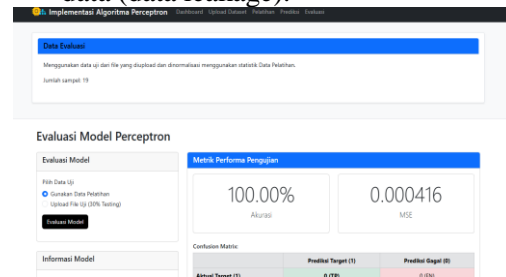 data (data leakage).
Implementasi Algoritma Perceptron Dashboard Upload Dataset Pelatihan Prediksi Evaluasi
Data Evaluasi
Menggunakan data uji dari file yang diupload dan dinormalisasi menggunakan statistik Data Pelatihan.
Jumlah sampel: 19
Evaluasi Model Perceptron
Evaluasi Model
Pilih Data Uji
Gunakan Data Pelatihan
Upload File Uji (30% Testing)
Evaluasi Model
Informasi Model
Metrik Performa Pengujian
100.00%
Akurasi
0.000416
MSE
Confusion Matrix:
Prediksi Target (1) Prediksi Gagal (0)
Aktual Target (1) 0 (TP) 0 (FN)